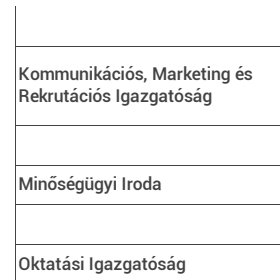 Kommunikációs, Marketing és
Rekrutációs Igazgatóság
Minőségügyi Iroda
Oktatási Igazgatóság